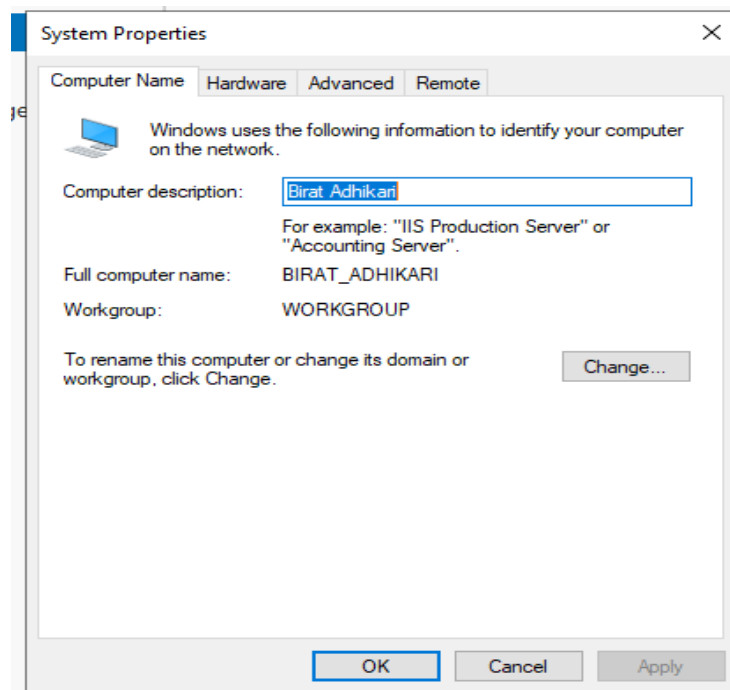 System Properties
Computer Name Hardware Advanced Remote
ge
Windows uses the following information to identify your computer
on the network.
Computer description: Birat Adhikari
For example: "IIS Production Server" or
"Accounting Server".
Full computer name: BIRAT_ADHIKARI
Workgroup: WORKGROUP
To rename this computer or change its domain or
workgroup, click Change.
Change...
OK Cancel Apply